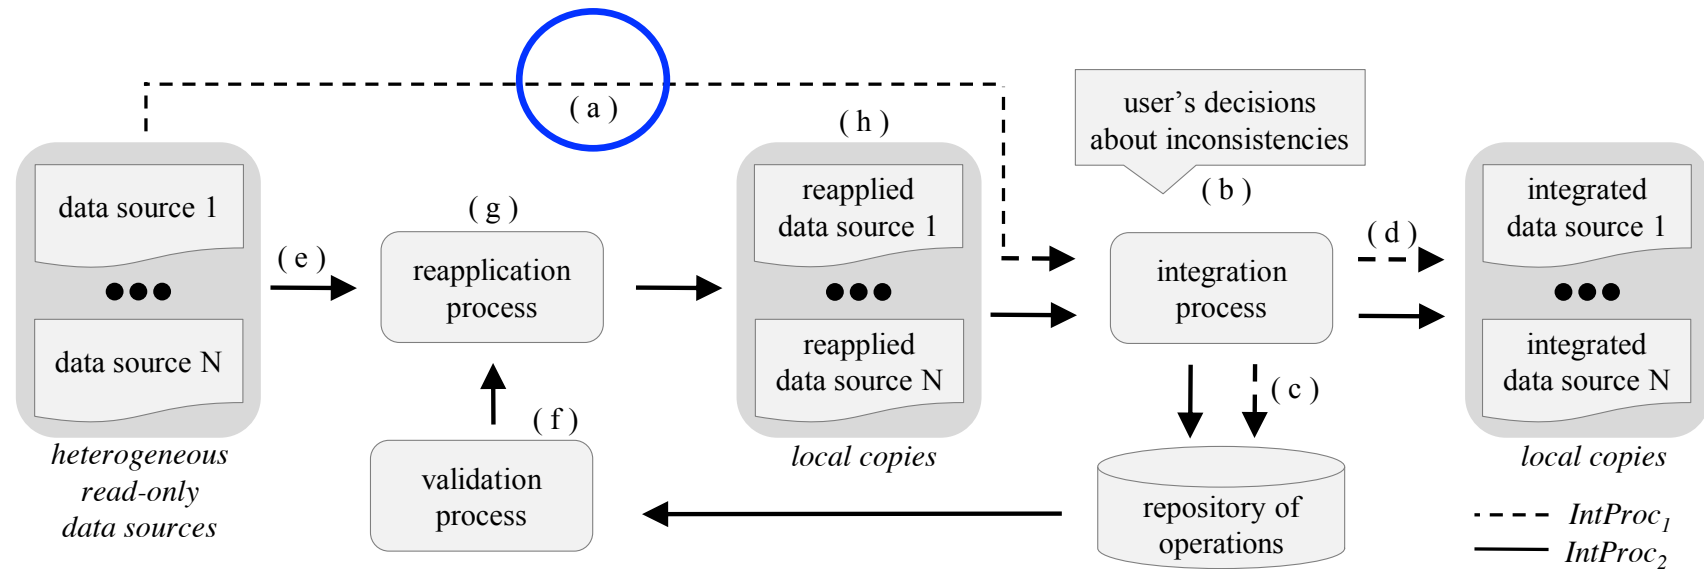 ( a )
( h )
user's decisions
about inconsistencies
( b )
data source 1
data source N
heterogeneous
read-only
data sources
( e )
( g )
reapplication
process
( f )
validation
process
reapplied
data source 1
reapplied
data source N
local copies
integration
process
( c )
repository of
operations
( d )
integrated
data source 1
integrated
data source N
local copies
IntProc1
IntProc2